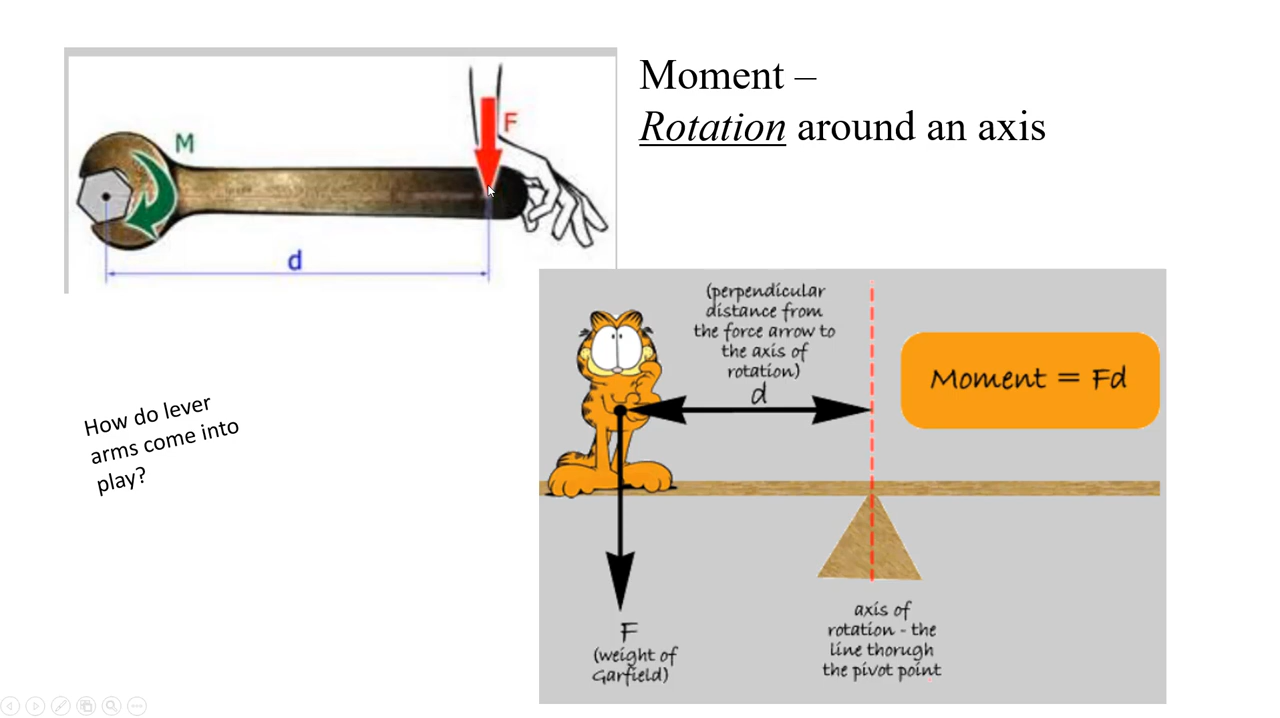 Moment –
Rotation around an axis
M
F
d
(perpendicular
distance from
the force arrow to
the axis of
rotation)
d
Moment = Fd
How do lever
arms come into
play?
F
(weight of
Garfield)
axis of
rotation - the
line thorugh
the pivot point